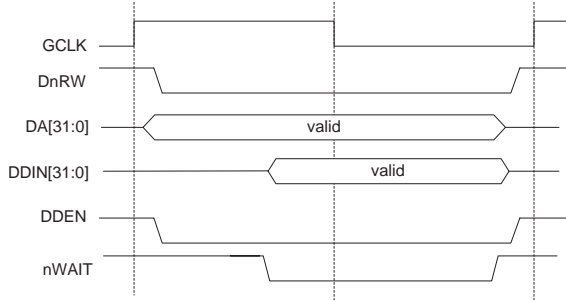 GCLK
DnRW
DA[31:0] valid
DDIN[31:0] valid
DDEN
nWAIT